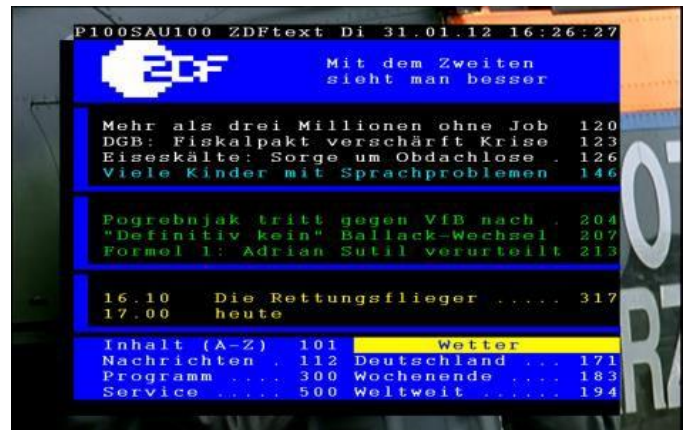 P100SAU100 ZDFtext Di 31.01.12 16:26:27
ZDF
Mit dem Zweiten
sieht man besser
Mehr als drei Millionen ohne Job 120
DGB: Fiskalpakt verschärft Krise 123
Eiseskälte: Sorge um Obdachlose . 126
Viele Kinder mit Sprachproblemen 146
Pogrebnjak tritt gegen VfB nach . 204
"Definitiv kein" Ballack-Wechsel 207
Formel 1: Adrian Sutil verurteilt 213
16.10 Die Rettungsflieger ..... 317
17.00 heute
Inhalt (A-Z) 101 Wetter
Nachrichten . 112 Deutschland ... 171
Programm .... 300 Wochenende .... 183
Service ..... 500 Weltweit ...... 194